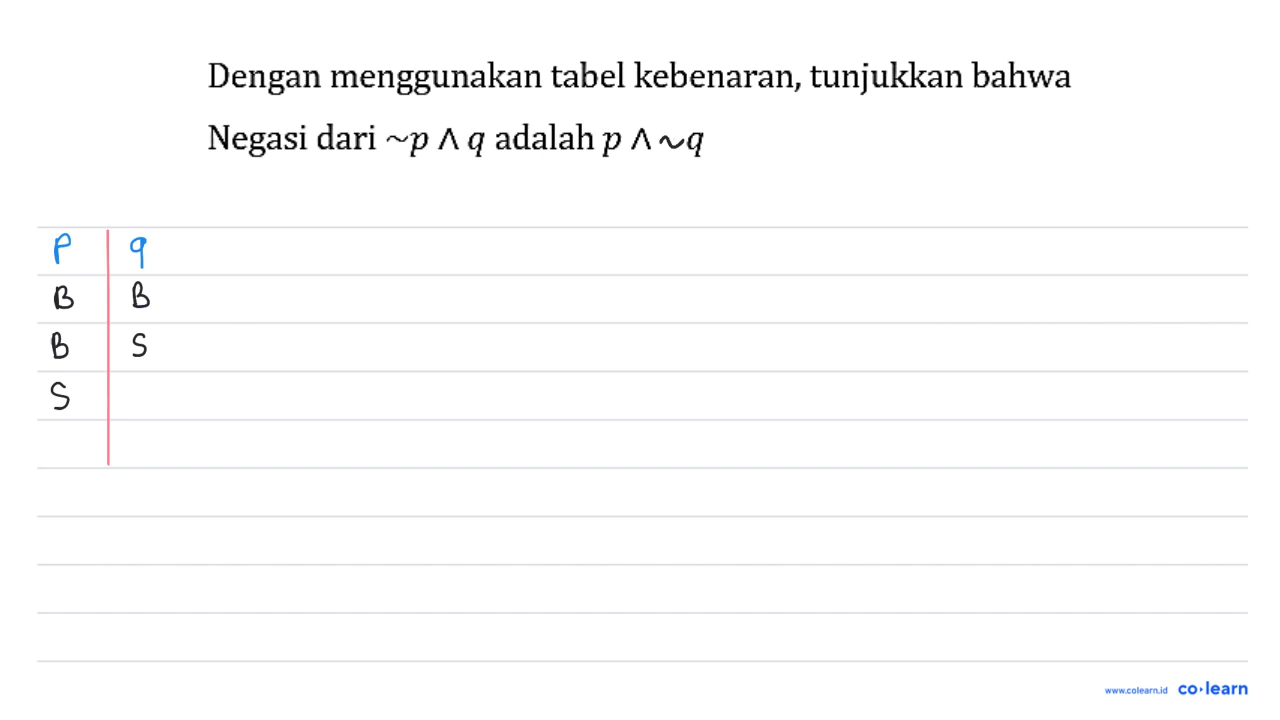 Dengan menggunakan tabel kebenaran, tunjukkan bahwa
Negasi dari ~p ∧ q adalah p ∧ ~q
P q
B B
B S
S
www.colearn.id co·learn